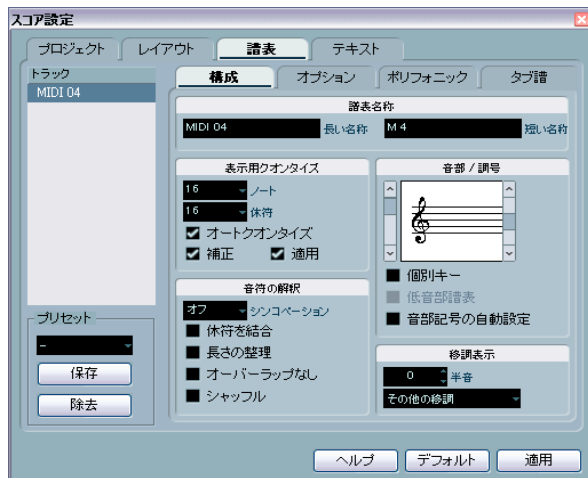 スコア設定
プロジェクト レイアウト 譜表 テキスト
トラック
MIDI 04
構成 オプション ポリフォニック タブ譜
譜表名称
MIDI 04 長い名称 M 4 短い名称
表示用クオンタイズ
16 ノート
16 休符
オートクオンタイズ
補正 適用
音部 / 調号
個別キー
低音部譜表
音部記号の自動設定
音符の解釈
オフ シンコペーション
休符を結合
長さの整理
オーバーラップなし
シャッフル
移調表示
0 半音
その他の移調
プリセット
-
保存
除去
ヘルプ デフォルト 適用